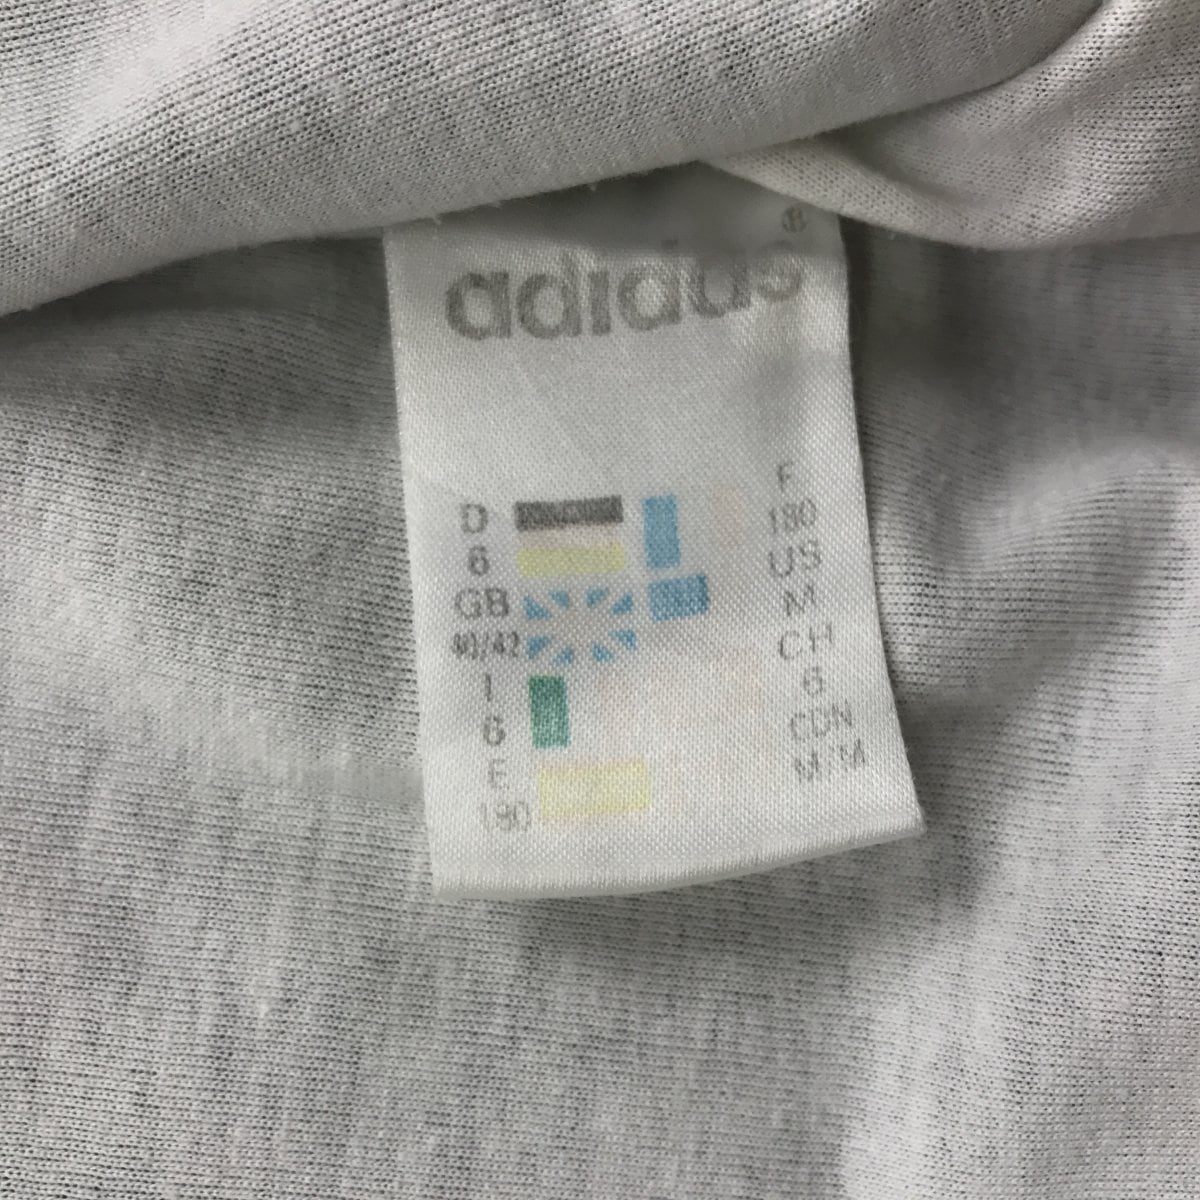 adidas®
D
6
GB
40/42
I
6
E
180
F
180
US
M
CH
6
CDN
M/M